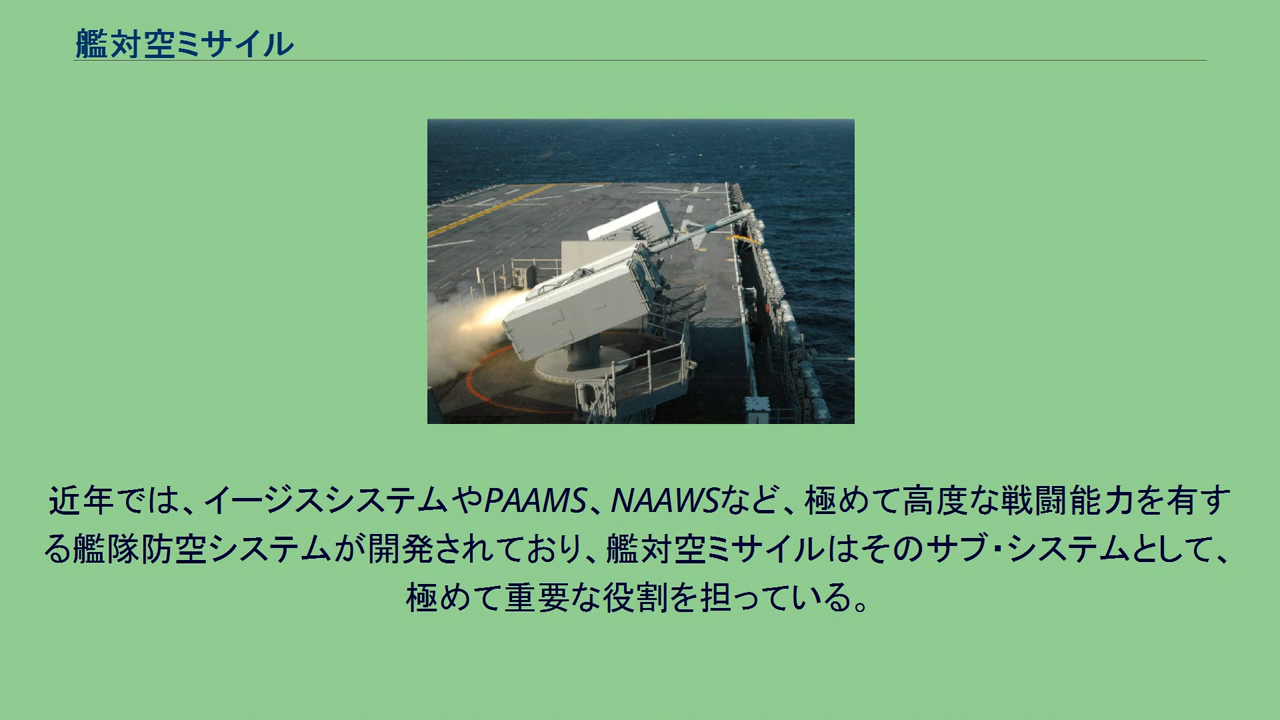 艦対空ミサイル
近年では、イージスシステムやPAAMS、NAAWSなど、極めて高度な戦闘能力を有す
る艦隊防空システムが開発されており、艦対空ミサイルはそのサブ・システムとして、
極めて重要な役割を担っている。